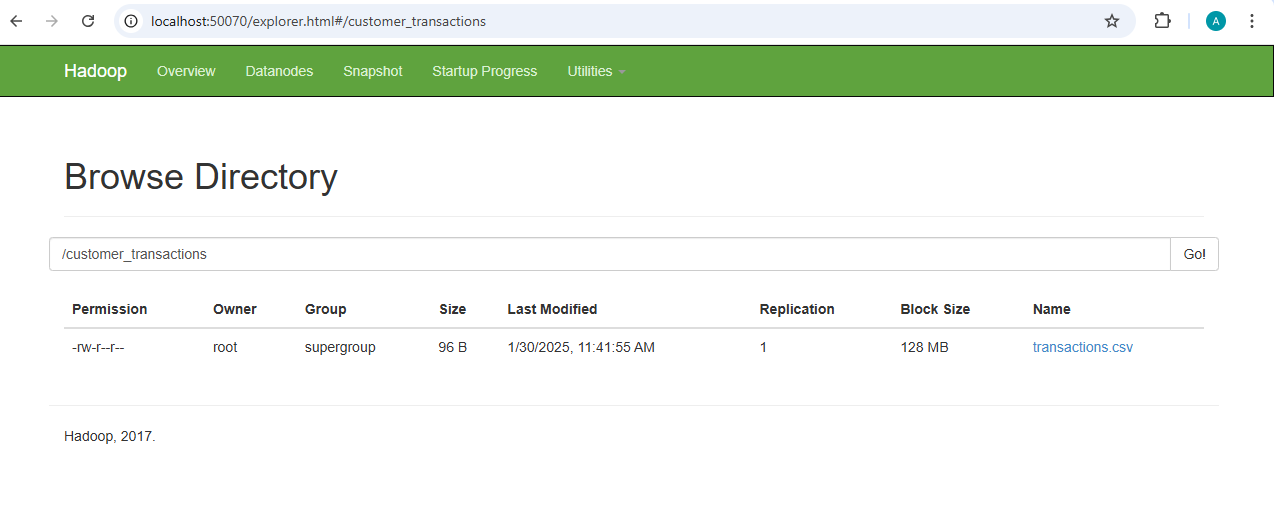 localhost:50070/explorer.html#/customer_transactions
A
Hadoop Overview Datanodes Snapshot Startup Progress Utilities
Browse Directory
/customer_transactions Go!
Permission Owner Group Size Last Modified Replication Block Size Name
-rw-r--r-- root supergroup 96 B 1/30/2025, 11:41:55 AM 1 128 MB transactions.csv
Hadoop, 2017.